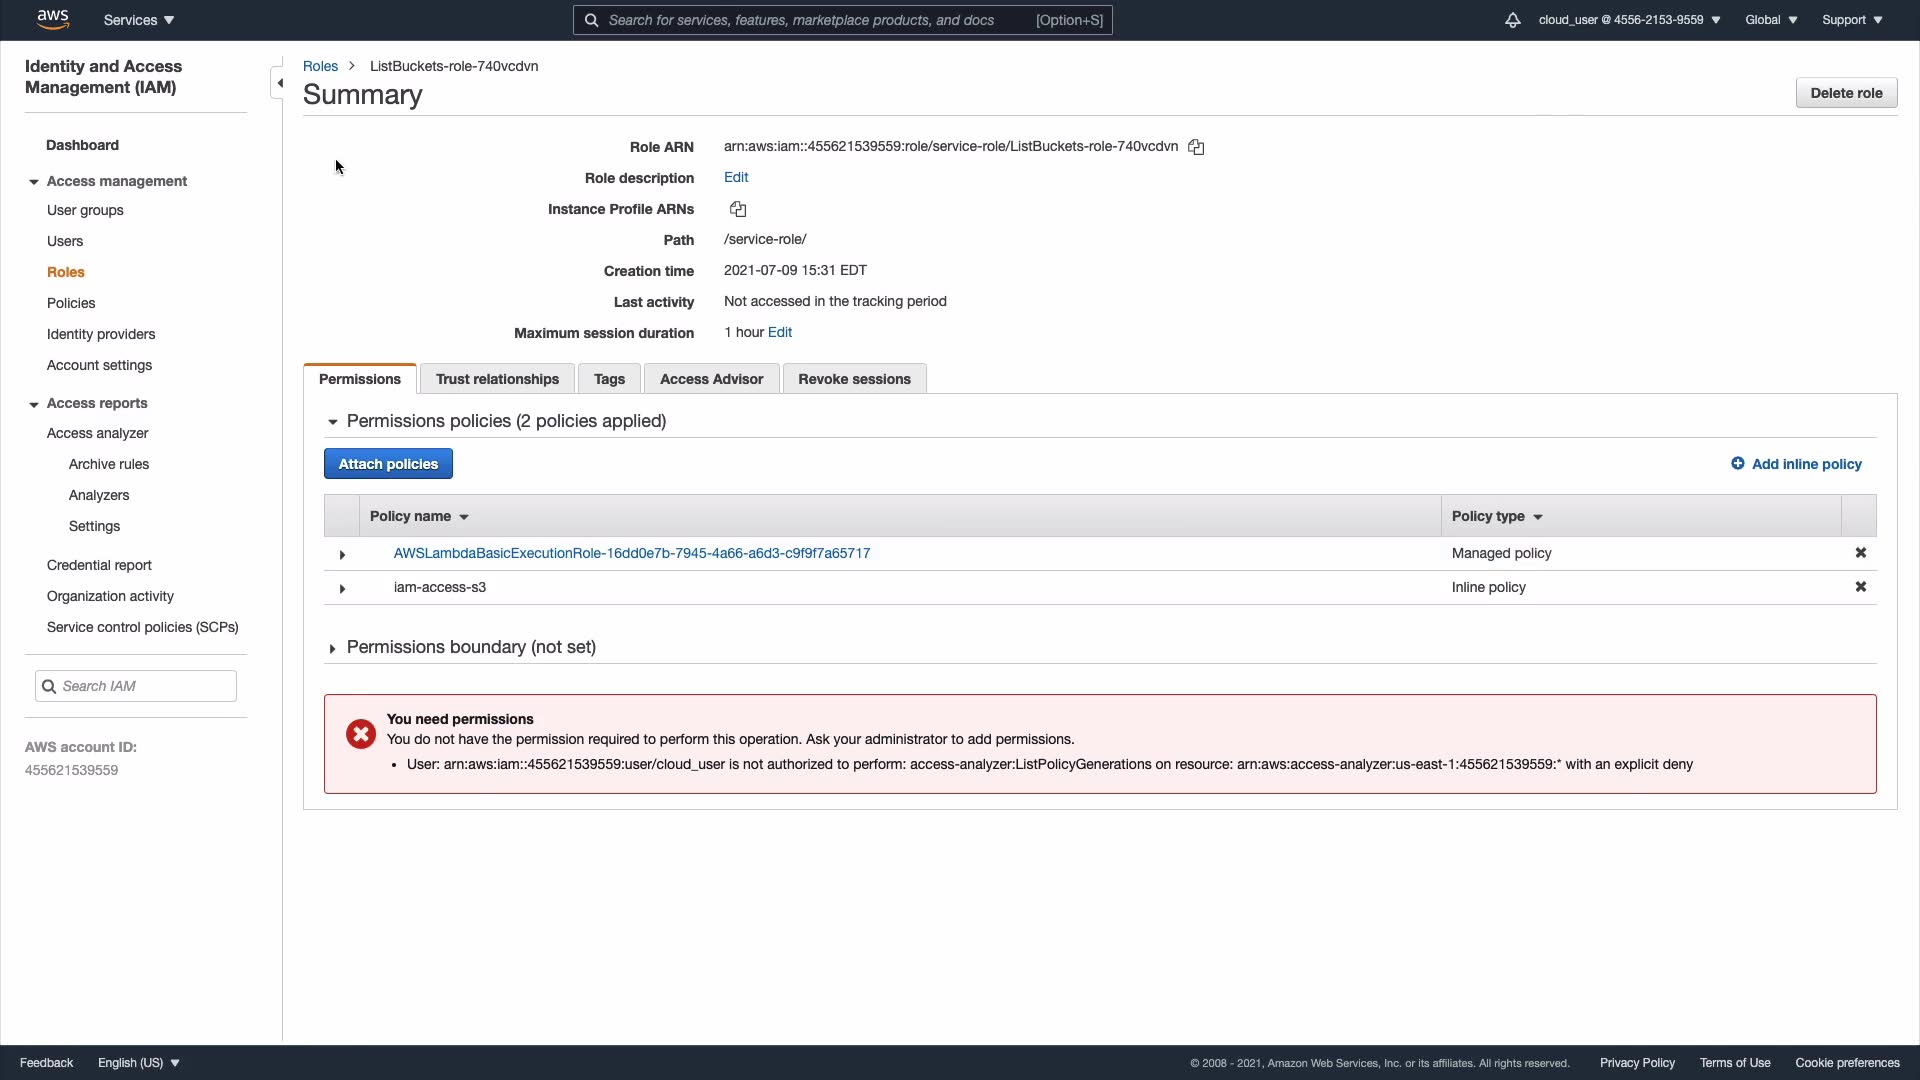 aws
Services
Search for services, features, marketplace products, and docs [Option+S]
cloud_user @ 4556-2153-9559
Global
Support
Identity and Access
Management (IAM)
Dashboard
Access management
User groups
Users
Roles
Policies
Identity providers
Account settings
Access reports
Access analyzer
Archive rules
Analyzers
Settings
Credential report
Organization activity
Service control policies (SCPs)
Search IAM
AWS account ID:
455621539559
Roles > ListBuckets-role-740vcdvn
Summary
Delete role
Role ARN arn:aws:iam::455621539559:role/service-role/ListBuckets-role-740vcdvn
Role description Edit
Instance Profile ARNs
Path /service-role/
Creation time 2021-07-09 15:31 EDT
Last activity Not accessed in the tracking period
Maximum session duration 1 hour Edit
Permissions Trust relationships Tags Access Advisor Revoke sessions
Permissions policies (2 policies applied)
Attach policies
Add inline policy
Policy name Policy type
AWSLambdaBasicExecutionRole-16dd0e7b-7945-4a66-a6d3-c9f9f7a65717 Managed policy
iam-access-s3 Inline policy
Permissions boundary (not set)
You need permissions
You do not have the permission required to perform this operation. Ask your administrator to add permissions.
• User: arn:aws:iam::455621539559:user/cloud_user is not authorized to perform: access-analyzer:ListPolicyGenerations on resource: arn:aws:access-analyzer:us-east-1:455621539559:* with an explicit deny
Feedback English (US)
© 2008 - 2021, Amazon Web Services, Inc. or its affiliates. All rights reserved. Privacy Policy Terms of Use Cookie preferences